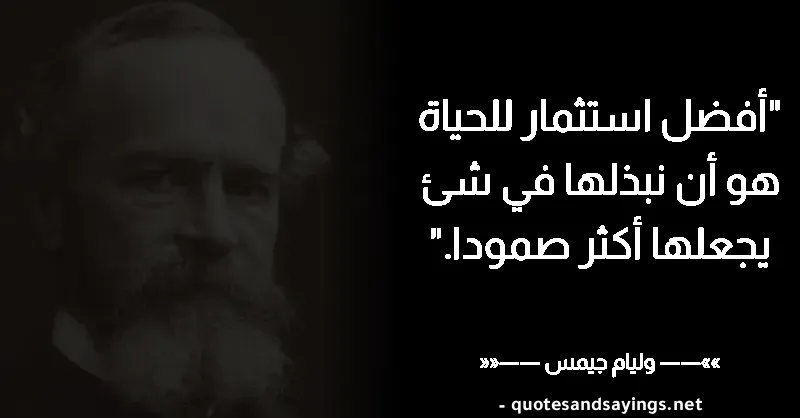 "أفضل استثمار للحياة
هو أن نبذلها في شئ
يجعلها أكثر صمودا."
»»—— وليام جيمس ——««
- quotesandsayings.net